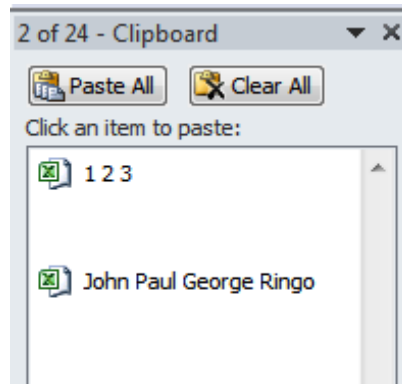 2 of 24 - Clipboard
Paste All Clear All
Click an item to paste:
1 2 3
John Paul George Ringo